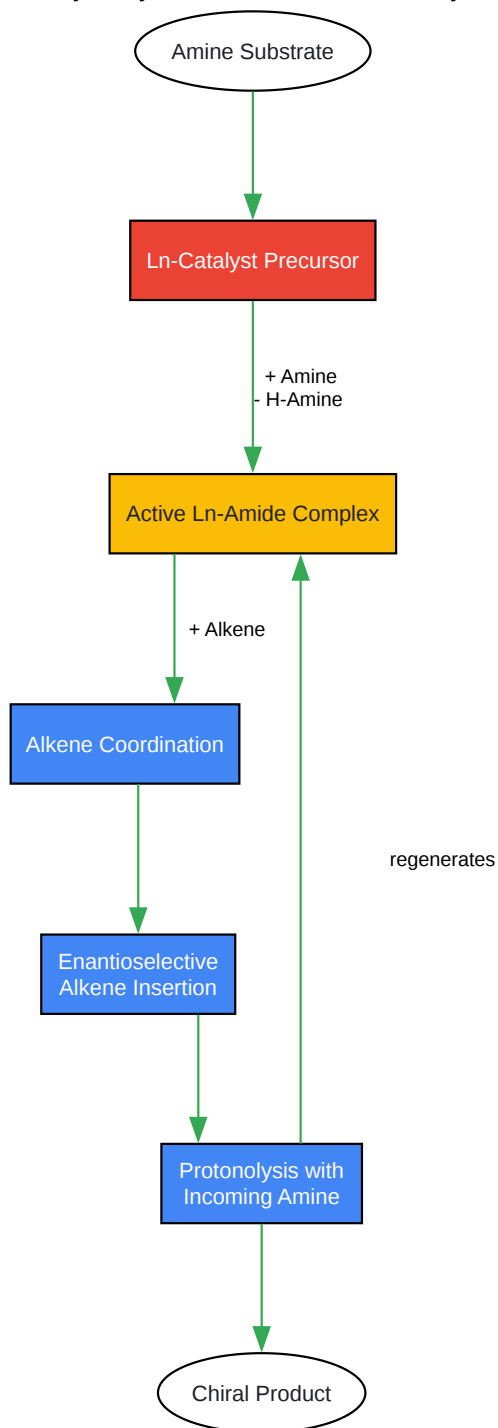 Amine Substrate
Ln-Catalyst Precursor
+ Amine
- H-Amine
Active Ln-Amide Complex
+ Alkene
Alkene Coordination
regenerates
Enantioselective
Alkene Insertion
Protonolysis with
Incoming Amine
Chiral Product